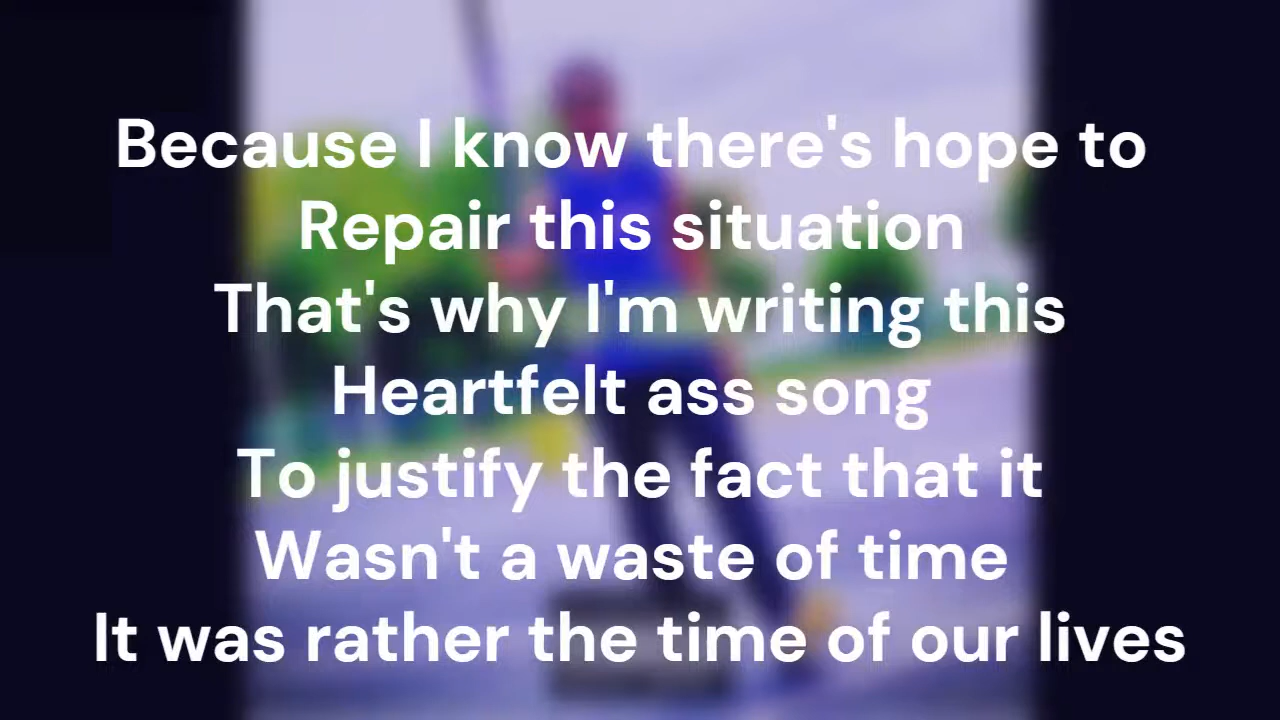 Because I know there's hope to
Repair this situation
That's why I'm writing this
Heartfelt ass song
To justify the fact that it
Wasn't a waste of time
It was rather the time of our lives